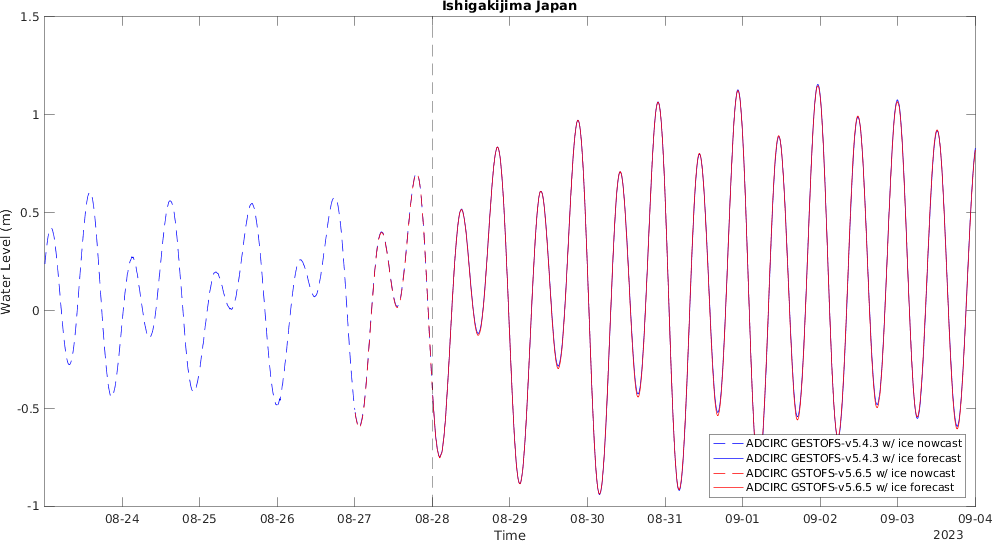 Ishigakijima Japan
1.5
1
0.5
0
-0.5
-1
Water Level (m)
08-24
08-25
08-26
08-27
08-28
08-29
08-30
08-31
09-01
09-02
09-03
09-04
Time
2023
ADCIRC GESTOFS-v5.4.3 w/ ice nowcast
ADCIRC GESTOFS-v5.4.3 w/ ice forecast
ADCIRC GSTOFS-v5.6.5 w/ ice nowcast
ADCIRC GSTOFS-v5.6.5 w/ ice forecast